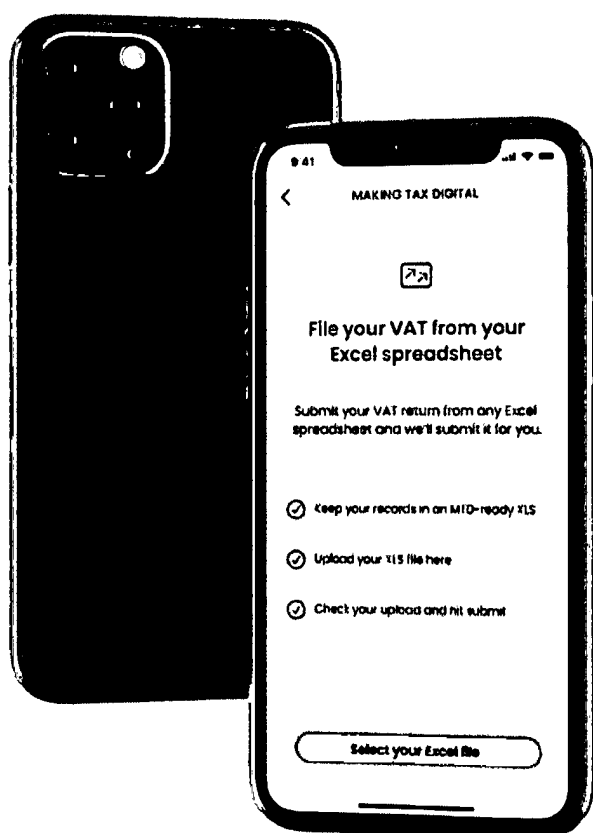 9:41
MAKING TAX DIGITAL
File your VAT from your
Excel spreadsheet
Submit your VAT return from any Excel
spreadsheet and we'll submit it for you.
Keep your records in an MTD-ready XLS
Upload your XLS file here
Check your upload and hit submit
Select your Excel file